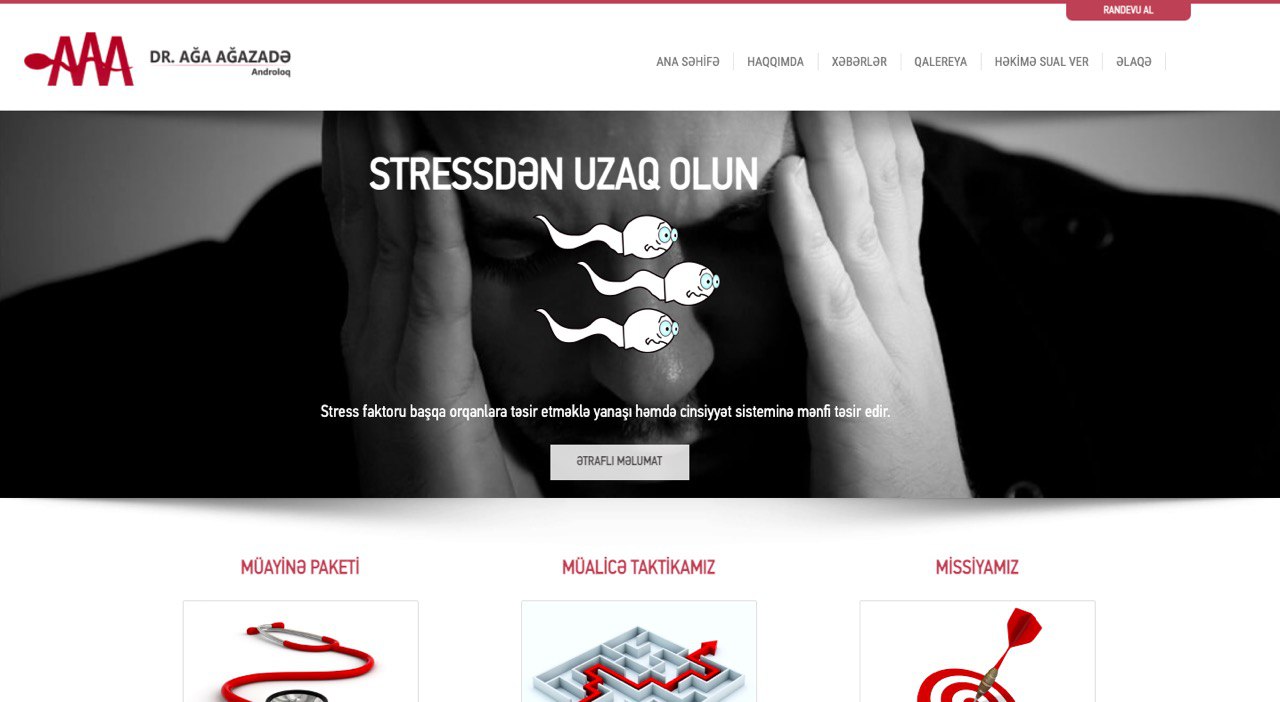 RANDEVU AL
AAA
DR. AĞA AĞAZADƏ
Androloq
ANA SƏHİFƏ
HAQQIMDA
XƏBƏRLƏR
QALEREYA
HƏKİMƏ SUAL VER
ƏLAQƏ
STRESSDƏN UZAQ OLUN
Stress faktoru başqa orqanlara təsir etməklə yanaşı həmdə cinsiyyət sisteminə mənfi təsir edir.
ƏTRAFLI MƏLUMAT
MÜAYİNƏ PAKETİ
MÜALİCƏ TAKTİKAMIZ
MİSSİYAMIZ